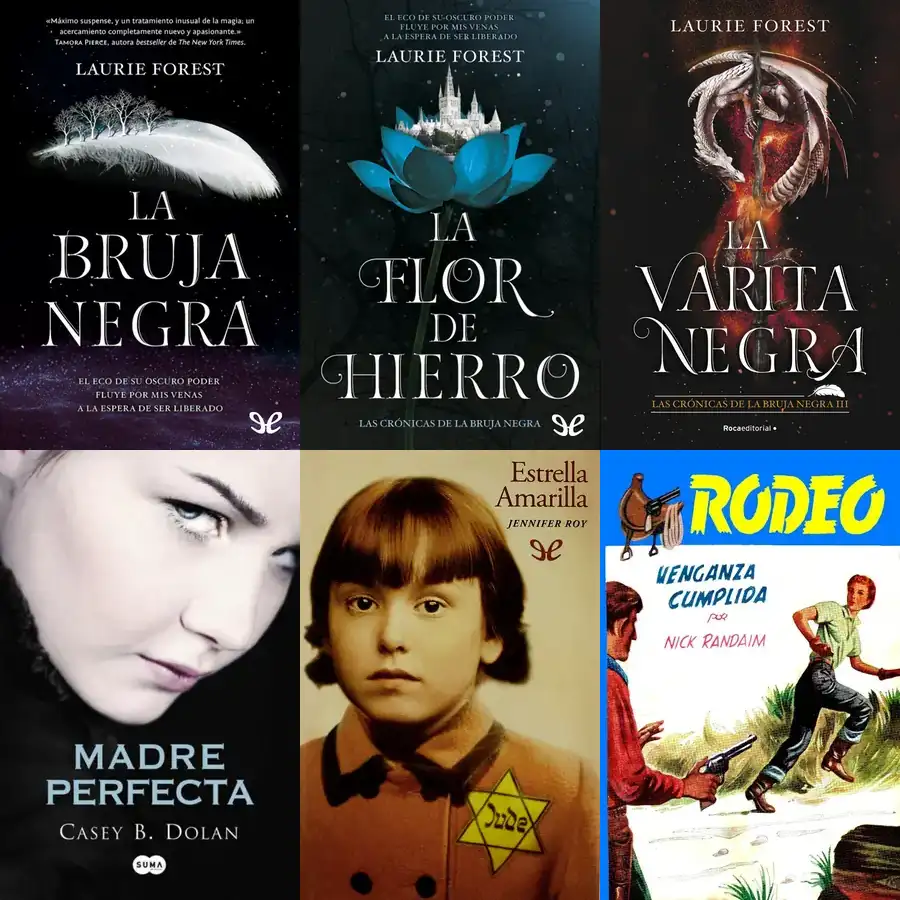 «Máximo suspense, y un tratamiento inusual de la magia; un
acercamiento completamente nuevo y apasionante.»
TAMORA PIERCE, autora bestseller de The New York Times.
LAURIE FOREST
LA
BRUJA
NEGRA
EL ECO DE SU OSCURO PODER
FLUYE POR MIS VENAS
A LA ESPERA DE SER LIBERADO
EL ECO DE SU OSCURO PODER
FLUYE POR MIS VENAS
A LA ESPERA DE SER LIBERADO
LAURIE FOREST
LA
FLOR
DE
HIERRO
LAS CRÓNICAS DE LA BRUJA NEGRA
LAURIE FOREST
LA
VARITA
NEGRA
LAS CRÓNICAS DE LA BRUJA NEGRA III
Rocaeditorial
MADRE
PERFECTA
CASEY B. DOLAN
SUMA
Estrella
Amarilla
JENNIFER ROY
Jude
RODEO
VENGANZA
CUMPLIDA
por
NICK RANDAIM